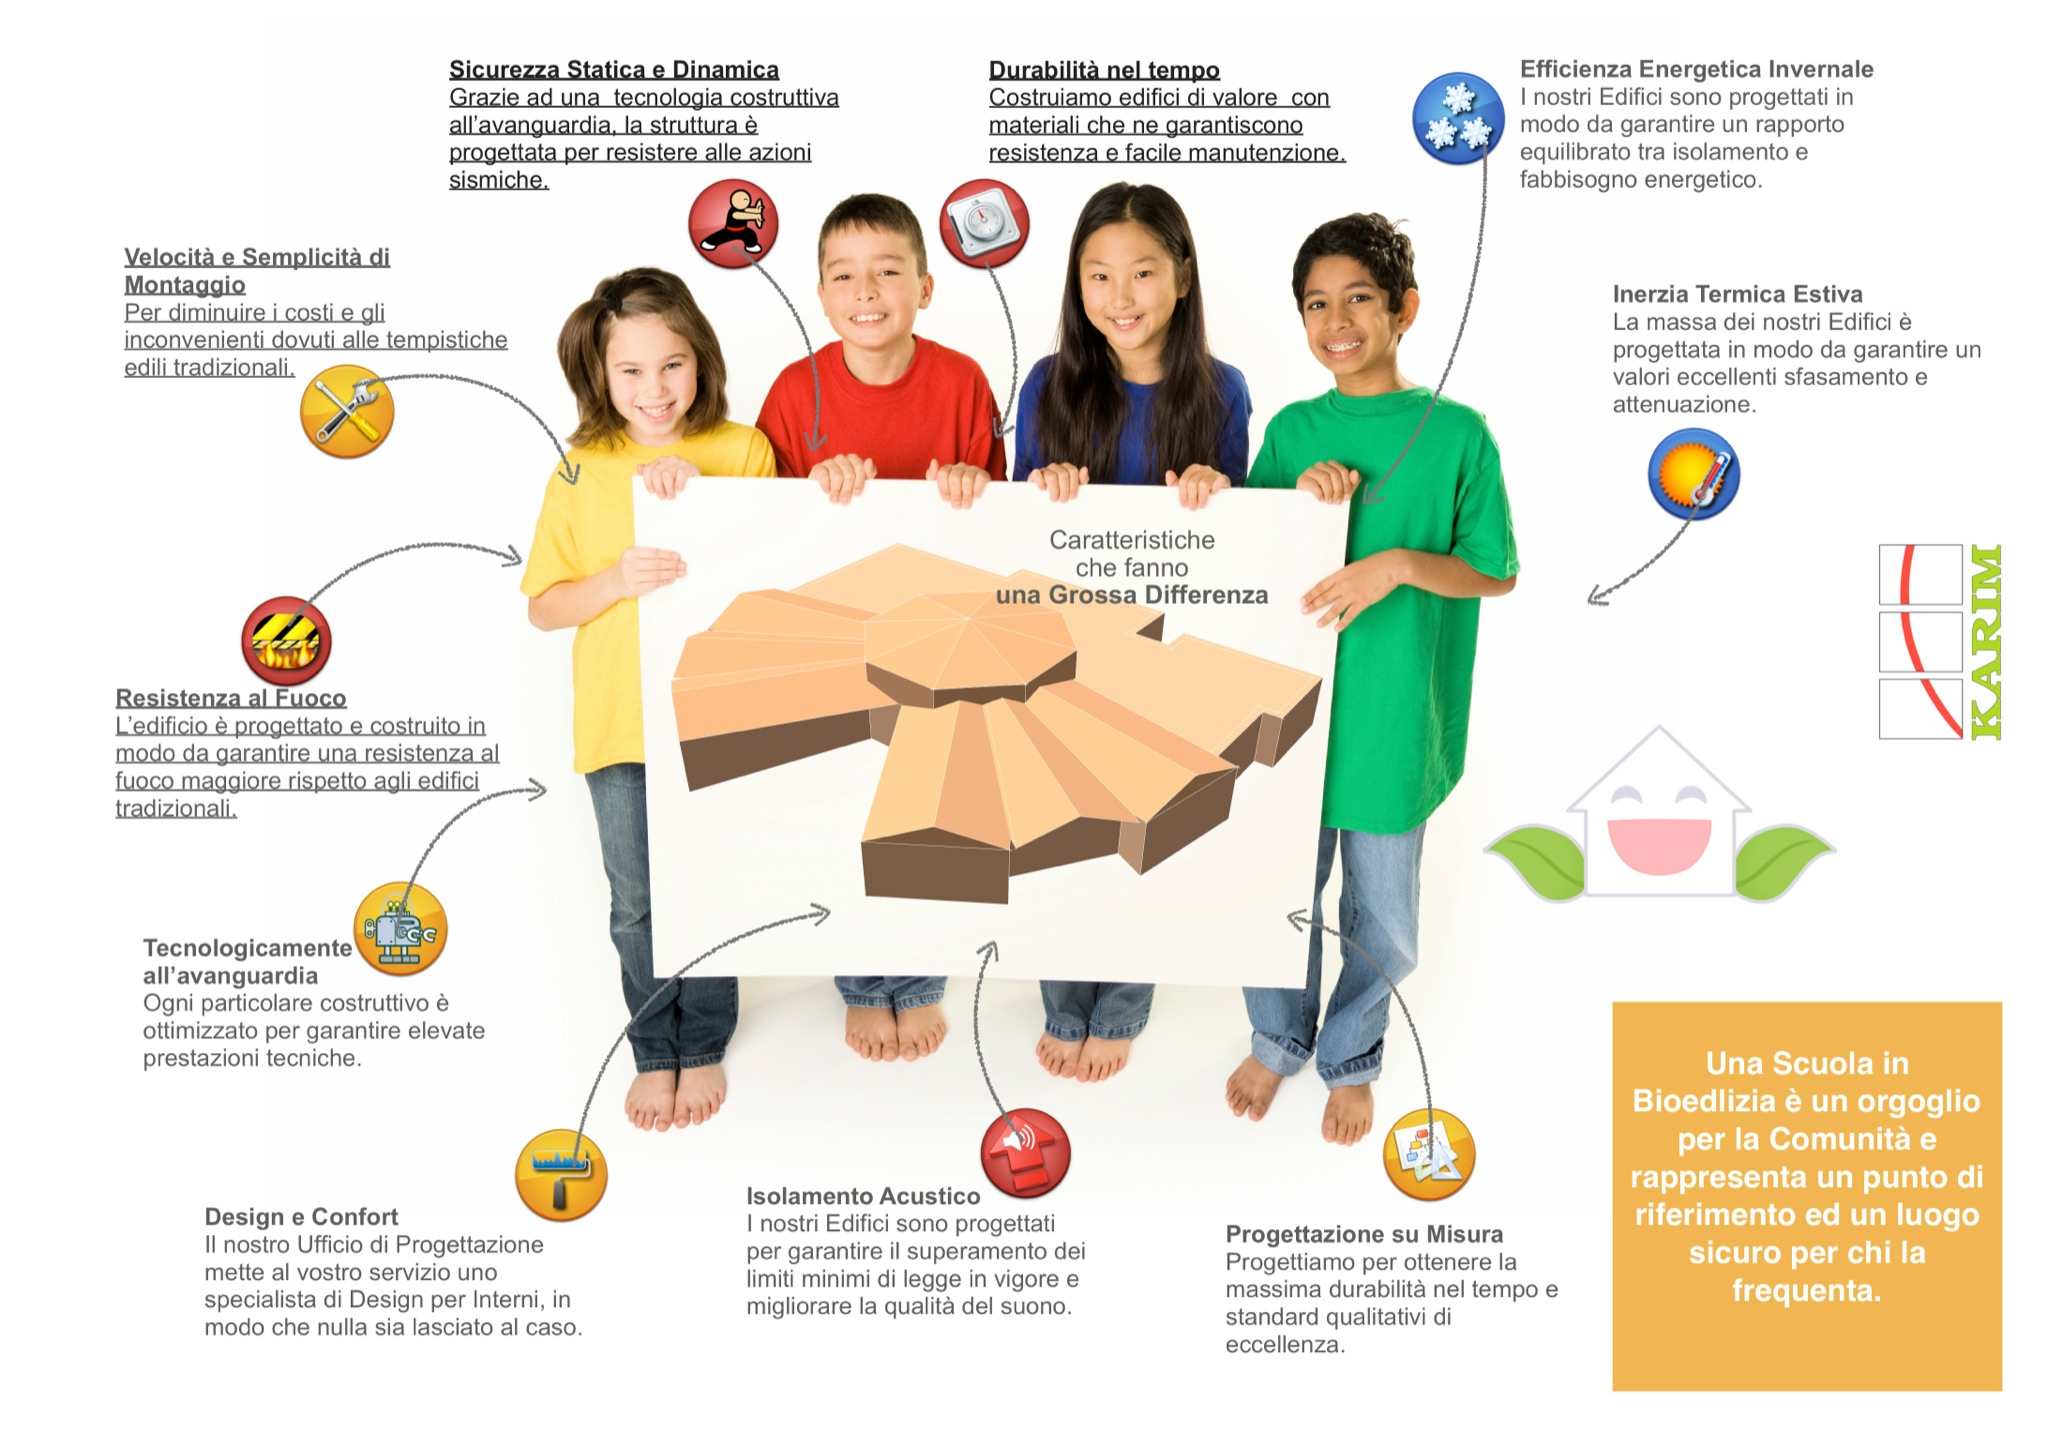 Sicurezza Statica e Dinamica
Grazie ad una  tecnologia costruttiva
all’avanguardia, la struttura è
progettata per resistere alle azioni
sismiche.
Durabilità nel tempo
Costruiamo edifici di valore  con
materiali che ne garantiscono
resistenza e facile manutenzione.
Efficienza Energetica Invernale
I nostri Edifici sono progettati in
modo da garantire un rapporto
equilibrato tra isolamento e
fabbisogno energetico.
Velocità e Semplicità di
Montaggio
Per diminuire i costi e gli
inconvenienti dovuti alle tempistiche
edili tradizionali.
Inerzia Termica Estiva
La massa dei nostri Edifici è
progettata in modo da garantire un
valori eccellenti sfasamento e
attenuazione.
Caratteristiche
che fanno
una Grossa Differenza
KARIM
Resistenza al Fuoco
L’edificio è progettato e costruito in
modo da garantire una resistenza al
fuoco maggiore rispetto agli edifici
tradizionali.
Tecnologicamente
all’avanguardia
Ogni particolare costruttivo è
ottimizzato per garantire elevate
prestazioni tecniche.
Design e Confort
Il nostro Ufficio di Progettazione
mette al vostro servizio uno
specialista di Design per Interni, in
modo che nulla sia lasciato al caso.
Isolamento Acustico
I nostri Edifici sono progettati
per garantire il superamento dei
limiti minimi di legge in vigore e
migliorare la qualità del suono.
Progettazione su Misura
Progettiamo per ottenere la
massima durabilità nel tempo e
standard qualitativi di
eccellenza.
Una Scuola in
Bioedlizia è un orgoglio
per la Comunità e
rappresenta un punto di
riferimento ed un luogo
sicuro per chi la
frequenta.